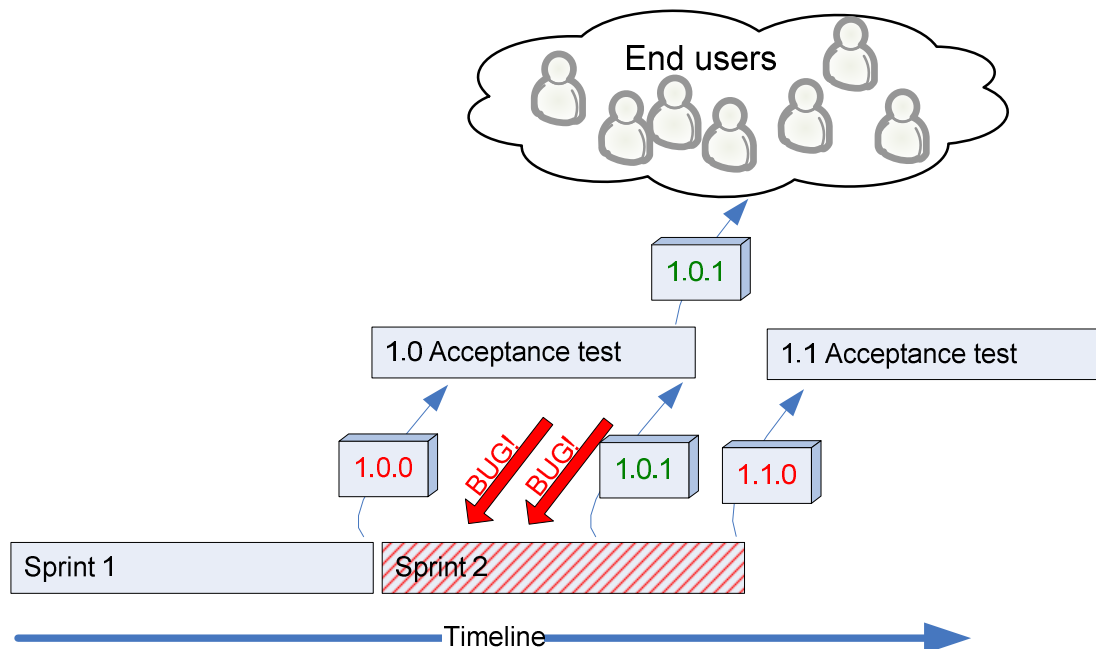 End users
1.0.1
1.0 Acceptance test
1.1 Acceptance test
1.0.0
BUG!
BUG!
1.0.1
1.1.0
Sprint 1
Sprint 2
Timeline